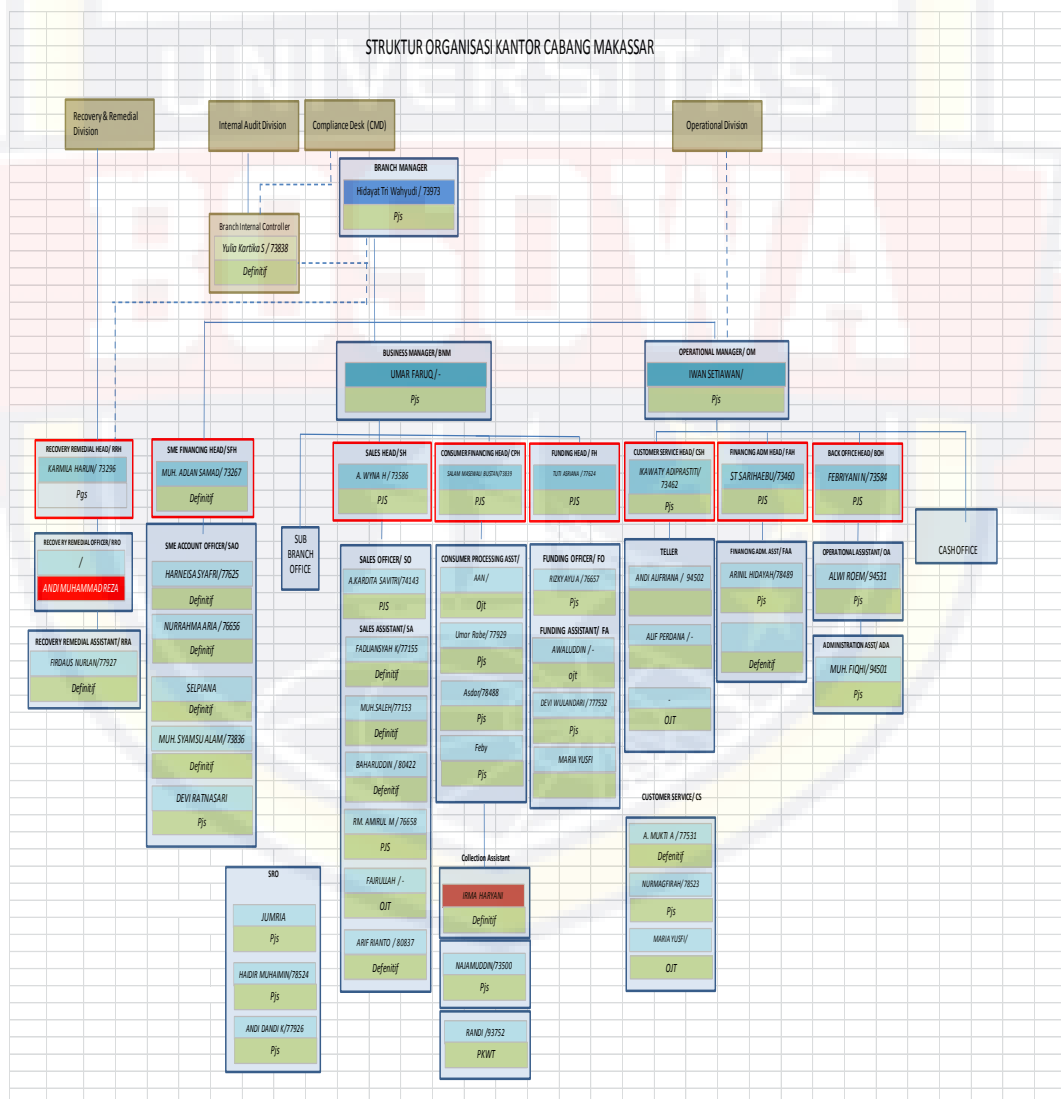 STRUKTUR ORGANISASI KANTOR CABANG MAKASSAR
UNIVERSITAS
BOSOWA
Recovery & Remedial
Division
Internal Audit Division
Compliance Desk (CMD)
Operational Division
BRANCH MANAGER
Hidayat Tri Wahyudi / 73973
Pjs
Branch Internal Controller
Yulia Kartika S / 73838
Definitif
BUSINESS MANAGER/ BNM
UMAR FARUQ / -
Pjs
OPERATIONAL MANAGER/ OM
IWAN SETIAWAN/
Pjs
RECOVERY REMEDIAL HEAD/ RRH
KARMILA HARUN/ 73296
Pgs
SME FINANCING HEAD/SFH
MUH. ADLAN SAMAD/ 73267
Definitif
SALES HEAD/SH
A. WYNA H / 73586
PJS
CONSUMER FINANCING HEAD/ CPH
SALAM MASEWALI BUSTAN/73839
PJS
FUNDING HEAD / FH
TUTI ASRIANA / 77624
PJS
CUSTOMER SERVICE HEAD/ CSH
IKAWATY ADIPRASTITI/
73462
Pjs
FINANCING ADM HEAD/ FAH
ST SARIHAEBU/73460
PJS
BACK OFFICE HEAD/ BOH
FEBRIYANI N/73584
PJS
RECOVERY REMEDIAL OFFICER/ RRO
/
ANDI MUHAMMAD REZA
RECOVERY REMEDIAL ASSISTANT/ RRA
FIRDAUS NURLAN/77927
Definitif
SME ACCOUNT OFFICER/ SAO
HARNEISA SYAFRI/77625
Definitif
NURRAHMA ARIA / 76656
Definitif
SELPIANA
Definitif
MUH. SYAMSU ALAM/ 73836
Definitif
DEVI RATNASARI
Pjs
SUB
BRANCH
OFFICE
SALES OFFICER/ SO
A.KARDITA SAVITRI/74143
PJS
SALES ASSISTANT/ SA
FADLIANSYAH K/77155
Definitif
MUH.SALEH/77153
Definitif
BAHARUDDIN / 80422
Defenitif
RM. AMIRUL M / 76658
PJS
FAIRULLAH / -
OJT
ARIF RIANTO / 80837
Defenitif
CONSUMER PROCESSING ASST/
AAN /
Ojt
Umar Rabe/ 77929
Pjs
Asdar/78488
Pjs
Feby
Pjs
FUNDING OFFICER/ FO
RIZKY AYU A / 76657
Pjs
FUNDING ASSISTANT/ FA
AWALUDDIN / -
ojt
DEVI WULANDARI / 777532
Pjs
MARIA YUSFI
TELLER
ANDI ALIFRIANA / 94502
ALIF PERDANA / -
-
OJT
FINANCING ADM. ASST/ FAA
ARINIL HIDAYAH/78489
Pjs
Defenitif
OPERATIONAL ASSISTANT/ OA
ALWI ROEM/ 94531
Pjs
ADMINISTRATION ASST/ ADA
MUH. FIQHI/ 94501
Pjs
CASH OFFICE
CUSTOMER SERVICE/ CS
A. MUKTI A / 77531
Defenitif
NURMAGFIRAH/ 78523
Pjs
MARIA YUSFI/
OJT
SRO
JUMRIA
Pjs
HAIDIR MUHAIMIN/78524
Pjs
ANDI DANDI K/77926
Pjs
Collection Assistant
IRMA HARYANI
Definitif
NAJAMUDDIN/73500
Pjs
RANDI /93752
PKWT